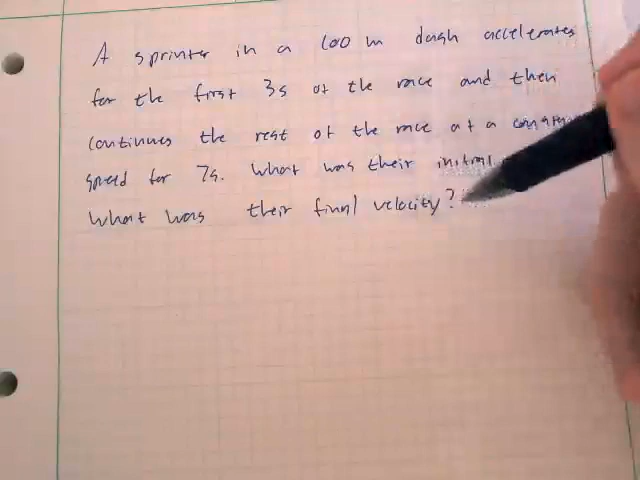 A sprinter in a 100 m dash accelerates
for the first 3s of the race and then
continues the rest of the race at a
speed for 7s. What was their initial
What was their final velocity?